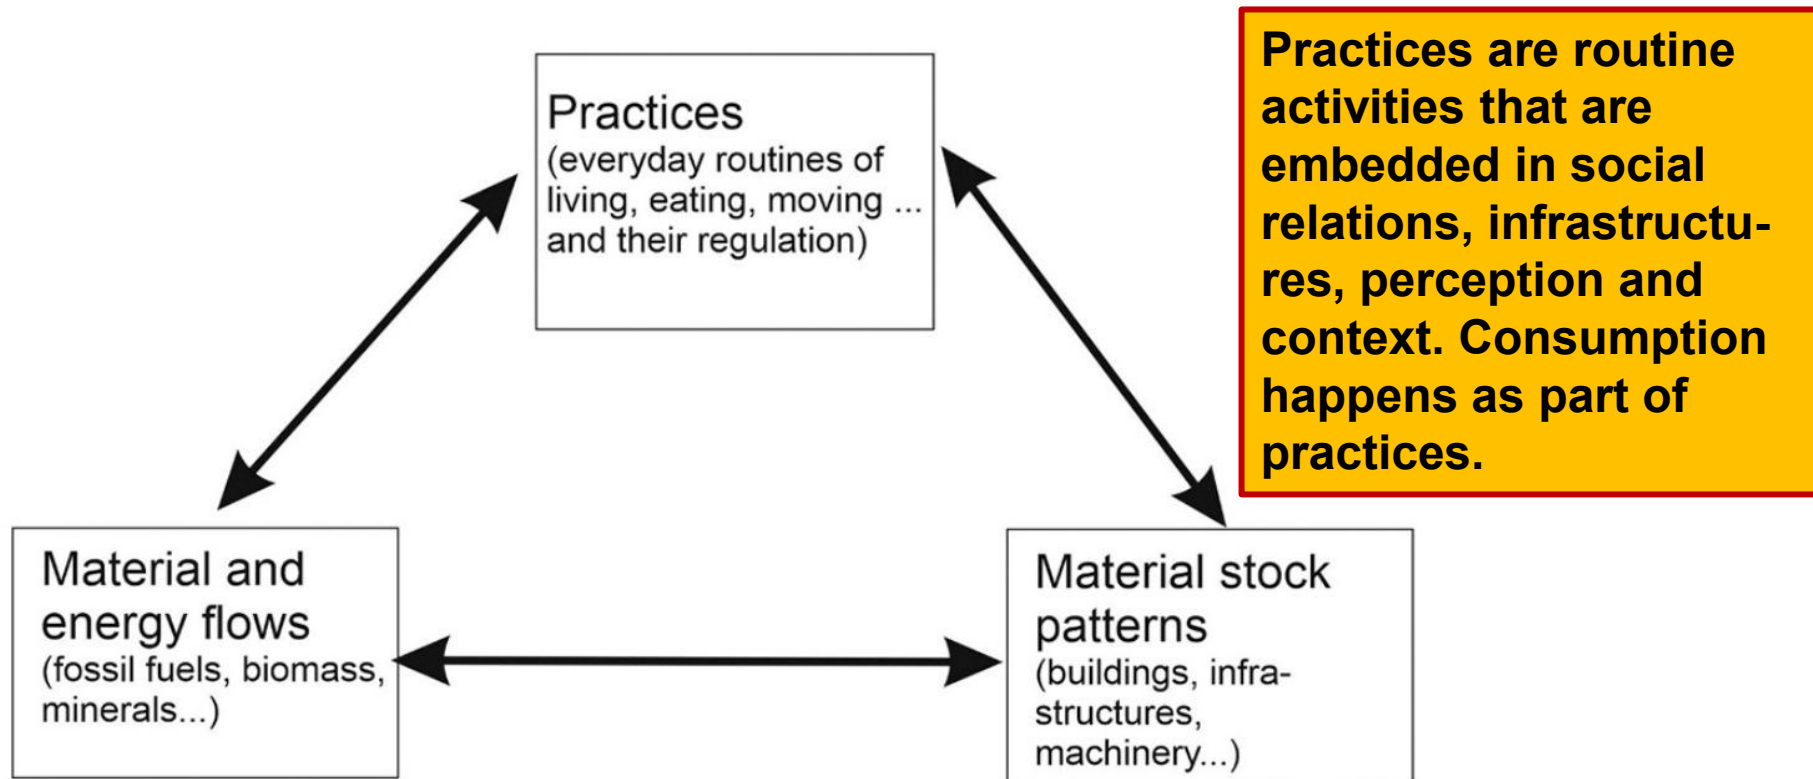 Practices
(everyday routines of
living, eating, moving ...
and their regulation)
Practices are routine
activities that are
embedded in social
relations, infrastructu-
res, perception and
context. Consumption
happens as part of
practices.
Material and
energy flows
(fossil fuels, biomass,
minerals...)
Material stock
patterns
(buildings, infra-
structures,
machinery...)